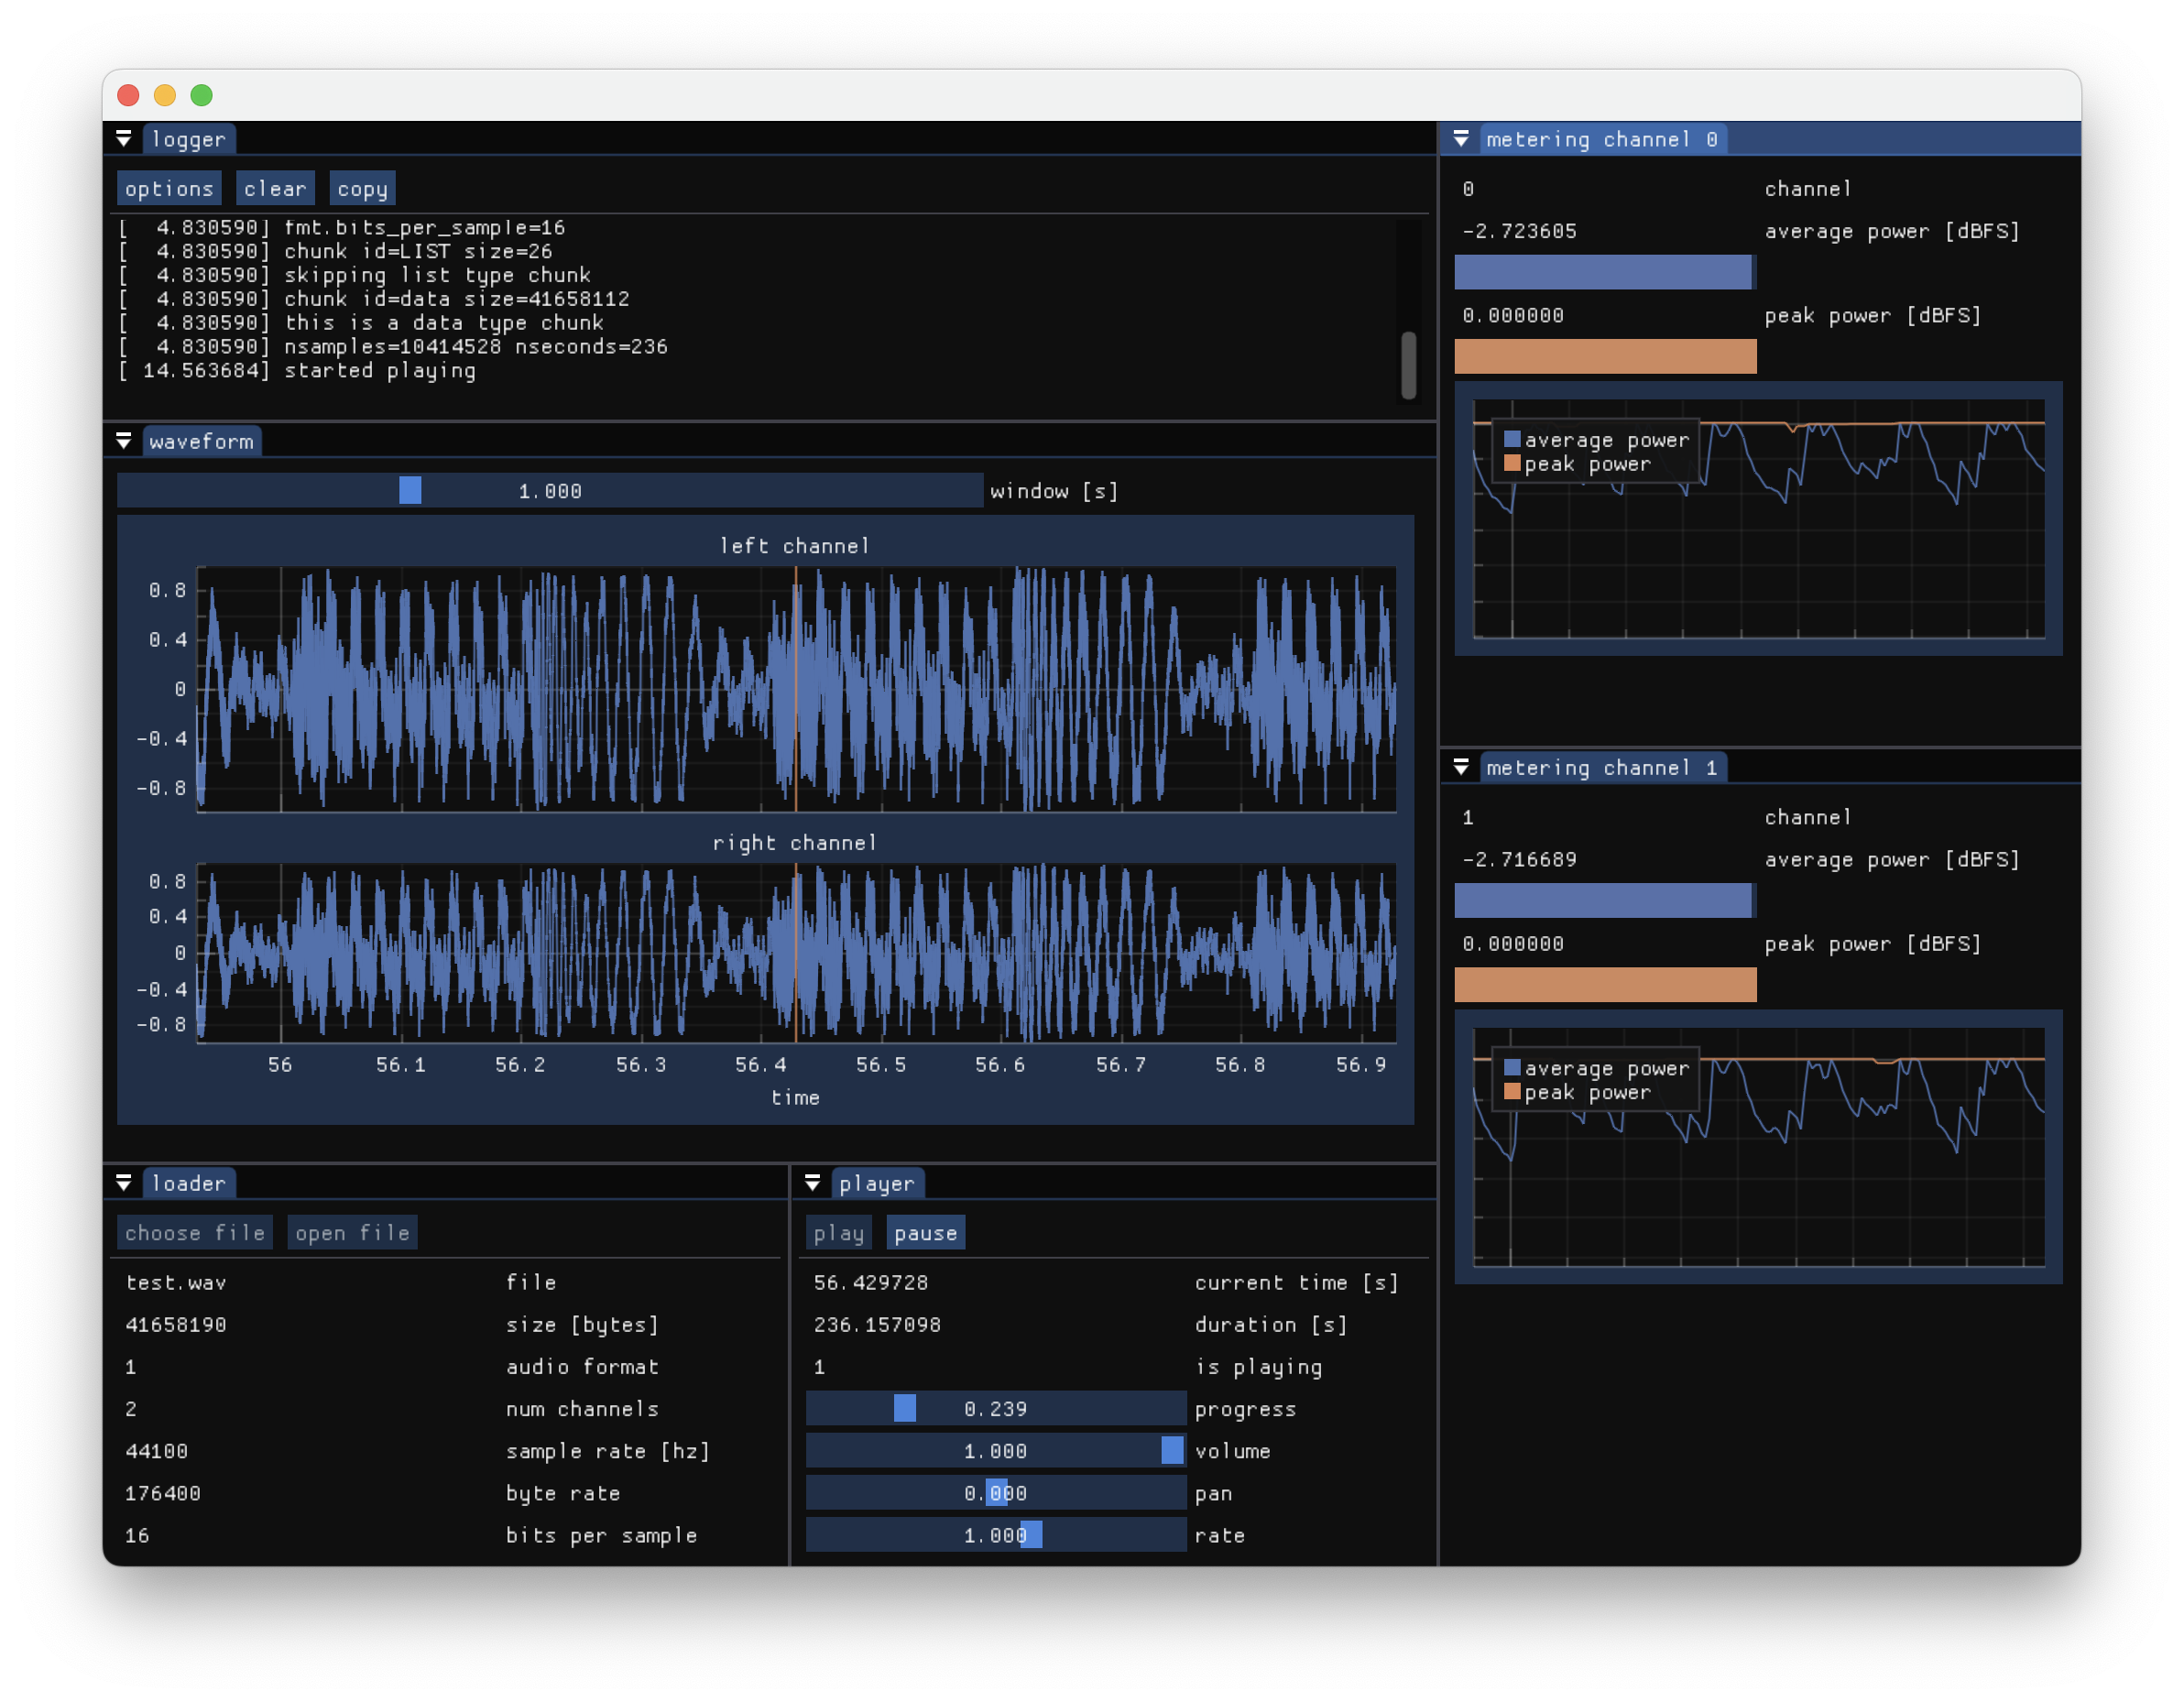 logger
options clear copy
[  4.830590] fmt.bits_per_sample=16
[  4.830590] chunk id=LIST size=26
[  4.830590] skipping list type chunk
[  4.830590] chunk id=data size=41658112
[  4.830590] this is a data type chunk
[  4.830590] nsamples=10414528 nseconds=236
[ 14.563684] started playing
waveform
1.000 window [s]
left channel
0.8
0.4
0
-0.4
-0.8
right channel
0.8
0.4
0
-0.4
-0.8
56 56.1 56.2 56.3 56.4 56.5 56.6 56.7 56.8 56.9
time
loader
choose file open file
test.wav file
41658190 size [bytes]
1 audio format
2 num channels
44100 sample rate [hz]
176400 byte rate
16 bits per sample
player
play pause
56.429728 current time [s]
236.157098 duration [s]
1 is playing
0.239 progress
1.000 volume
0.000 pan
1.000 rate
metering channel 0
0 channel
-2.723605 average power [dBFS]
0.000000 peak power [dBFS]
average power
peak power
metering channel 1
1 channel
-2.716689 average power [dBFS]
0.000000 peak power [dBFS]
average power
peak power